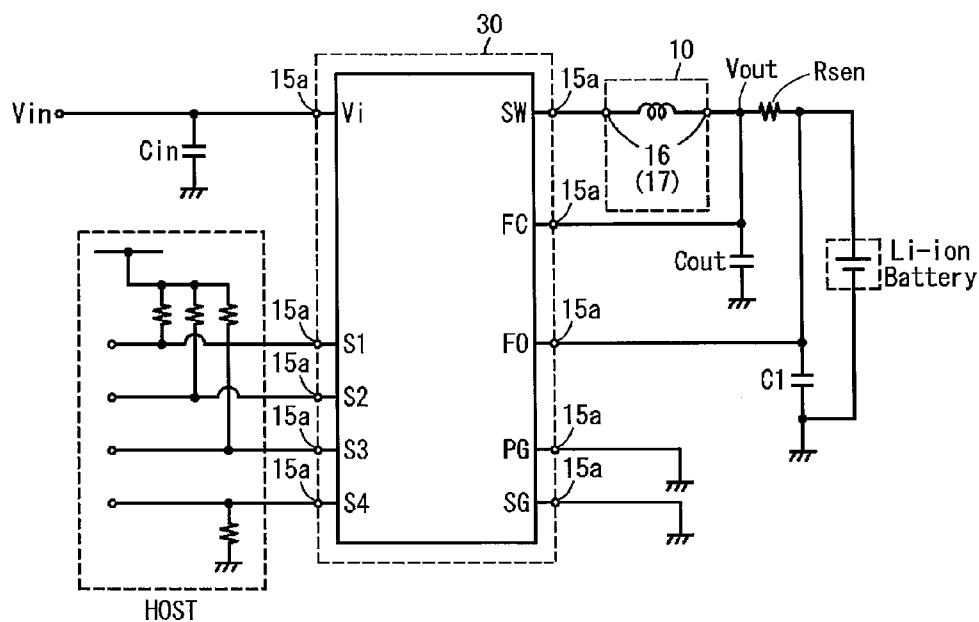 30
10
15a
15a
Vout
Rsen
Vin
Vi
SW
Cin
16
(17)
15a
FC
Cout
Li-ion
Battery
15a
15a
S1
FO
15a
C1
S2
15a
15a
S3
PG
15a
15a
S4
SG
HOST